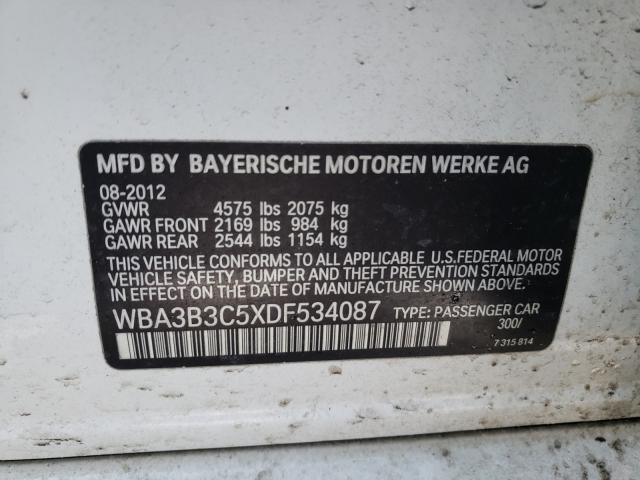 MFD BY BAYERISCHE MOTOREN WERKE AG
08-2012
GVWR 4575 lbs 2075 kg
GAWR FRONT 2169 lbs 984 kg
GAWR REAR 2544 lbs 1154 kg
THIS VEHICLE CONFORMS TO ALL APPLICABLE U.S.FEDERAL MOTOR
VEHICLE SAFETY, BUMPER AND THEFT PREVENTION STANDARDS
IN EFFECT ON THE DATE OF MANUFACTURE SHOWN ABOVE.
WBA3B3C5XDF534087 TYPE: PASSENGER CAR
300/
7 315 814